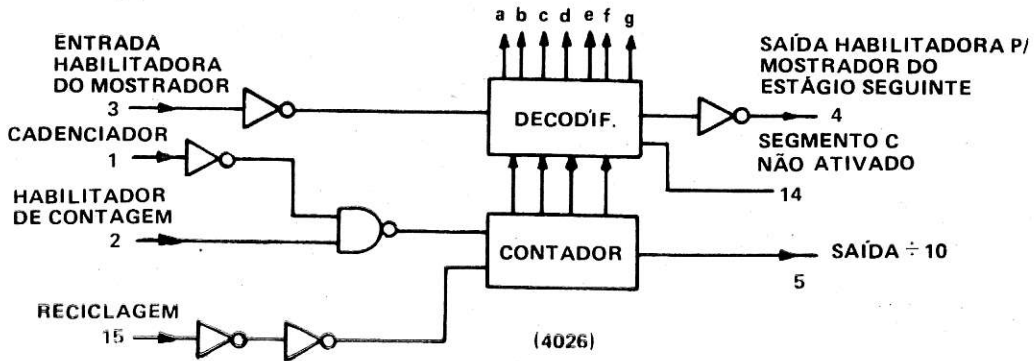 a b c d e f g
ENTRADA
HABILITADORA
DO MOSTRADOR
3
SAÍDA HABILITADORA P/
MOSTRADOR DO
ESTÁGIO SEGUINTE
4
DECODIF.
CADENCIADOR
1
SEGMENTO C
NÃO ATIVADO
14
HABILITADOR
DE CONTAGEM
2
CONTADOR
SAÍDA ÷ 10
5
RECICLAGEM
15
(4026)